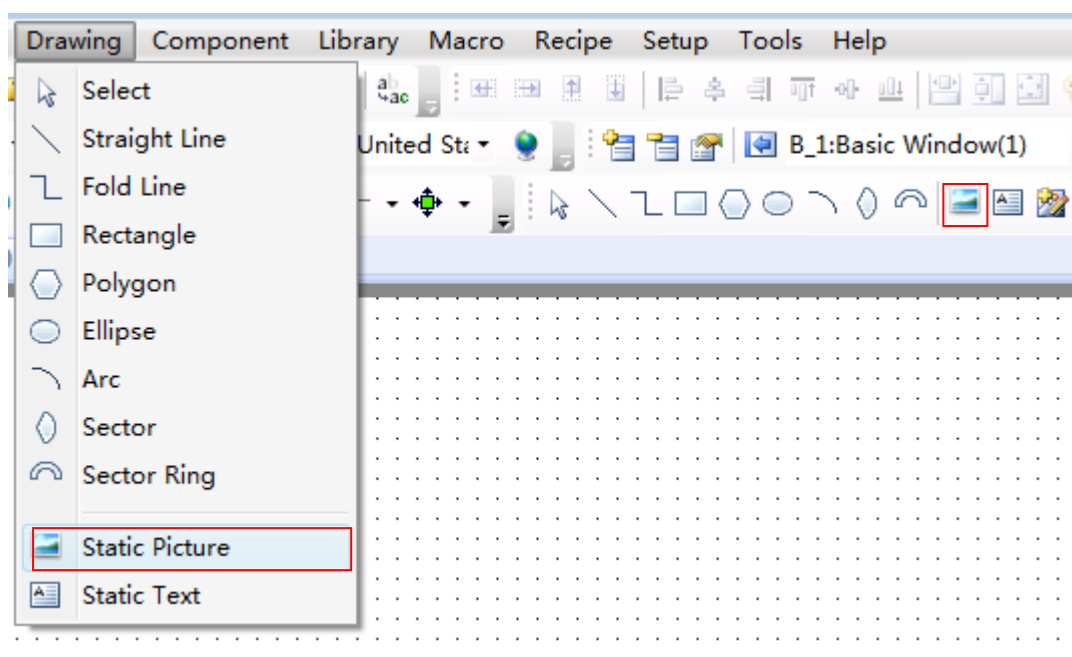 Drawing Component Library Macro Recipe Setup Tools Help
Select
Straight Line
United Sta
B_1:Basic Window(1)
Fold Line
Rectangle
Polygon
Ellipse
Arc
Sector
Sector Ring
Static Picture
Static Text